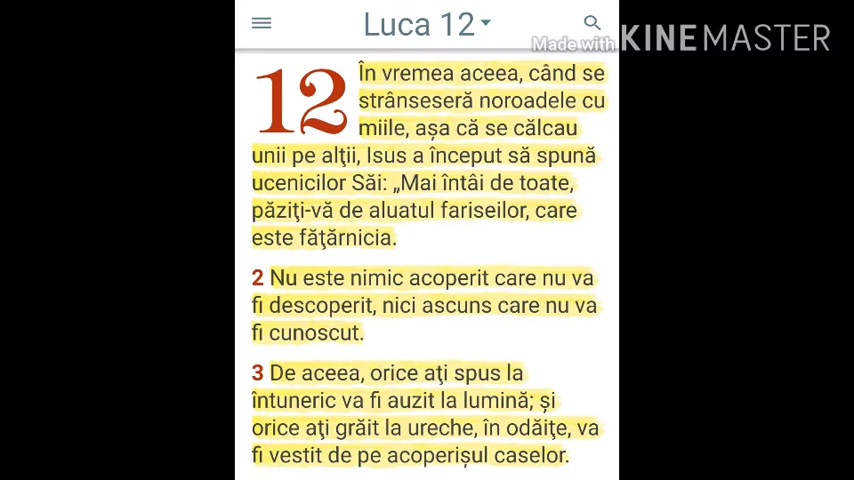 Luca 12
Made with KINEMASTER
12 În vremea aceea, când se
strânseseră noroadele cu
miile, așa că se călcau
unii pe alţii, Isus a început să spună
ucenicilor Săi: „Mai întâi de toate,
păziţi-vă de aluatul fariseilor, care
este făţărnicia.
2 Nu este nimic acoperit care nu va
fi descoperit, nici ascuns care nu va
fi cunoscut.
3 De aceea, orice aţi spus la
întuneric va fi auzit la lumină; și
orice aţi grăit la ureche, în odăiţe, va
fi vestit de pe acoperișul caselor.